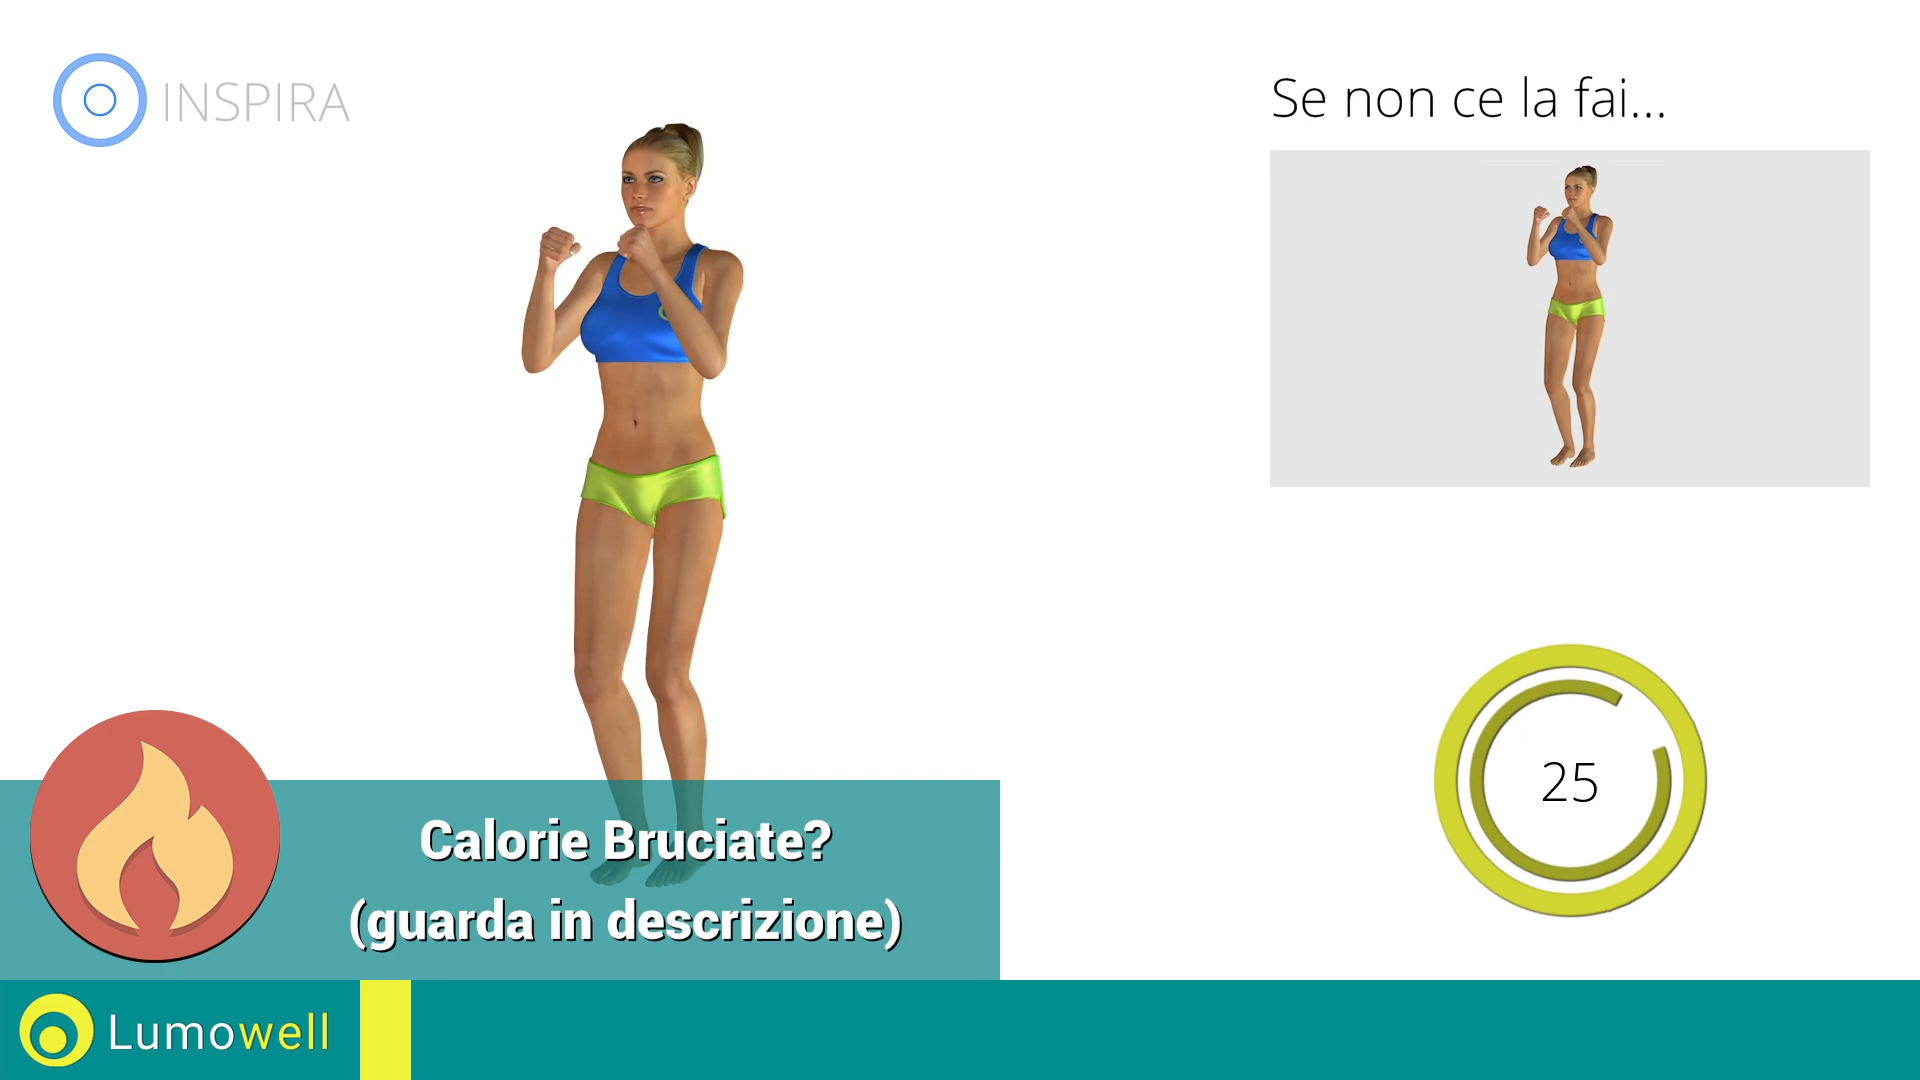 INSPIRA
Se non ce la fai...
25
Calorie Bruciate?
(guarda in descrizione)
Lumowell